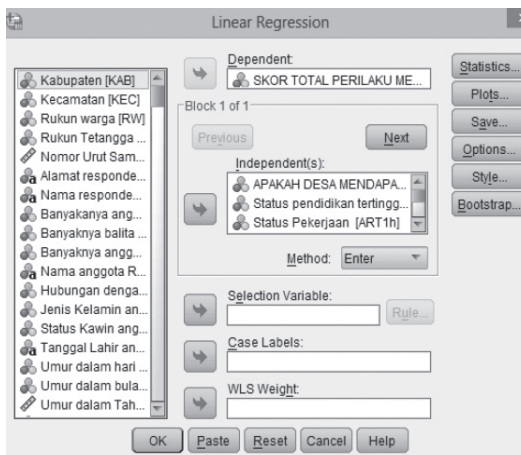 Linear Regression
Kabupaten [KAB]
Kecamatan [KEC]
Rukun warga [RW]
Rukun Tetangga ...
Nomor Urut Sam...
Alamat responde...
Nama responde...
Banyakanya ang...
Banyaknya balita ...
Banyaknya angg...
Nama anggota R...
Hubungan denga...
Jenis Kelamin an...
Status Kawin ang...
Tanggal Lahir an...
Umur dalam hari ...
Umur dalam bula...
Umur dalam Tah...
Dependent:
SKOR TOTAL PERILAKU ME...
Block 1 of 1
Previous
Next
Independent(s):
APAKAH DESA MENDAPA...
Status pendidikan tertingg...
Status Pekerjaan [ART1h]
Method: Enter
Selection Variable:
Rule...
Case Labels:
WLS Weight:
Statistics...
Plots...
Save...
Options...
Style...
Bootstrap...
OK Paste Reset Cancel Help